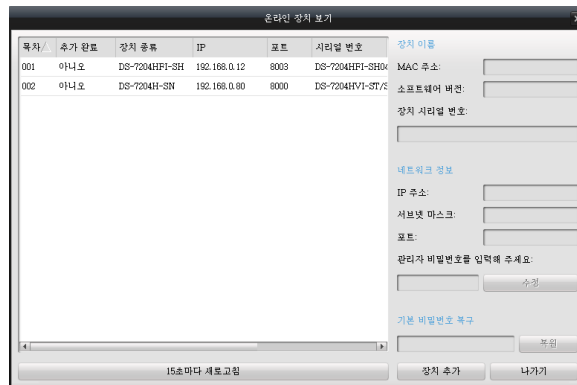 온라인 장치 보기
목차 추가 완료 장치 종류 IP 포트 시리얼 번호
001 아니오 DS-7204HFI-SH 192.168.0.12 8003 DS-7204HFI-SH04
002 아니오 DS-7204H-SN 192.168.0.80 8000 DS-7204HVI-ST/S
15초마다 새로고침
장치 이름
MAC 주소:
소프트웨어 버전:
장치 시리얼 번호:
네트워크 정보
IP 주소:
서브넷 마스크:
포트:
관리자 비밀번호를 입력해 주세요:
수정
기본 비밀번호 복구
복원
장치 추가 나가기